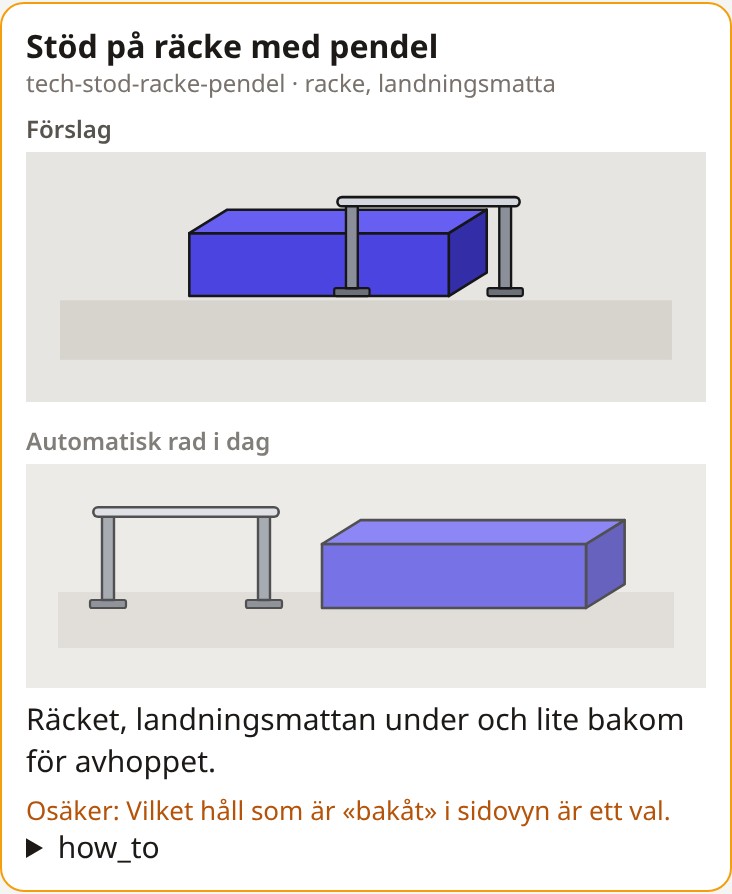 Stöd på räcke med pendel
tech-stod-racke-pendel · racke, landningsmatta
Förslag
Automatisk rad i dag
Räcket, landningsmattan under och lite bakom
för avhoppet.
Osäker: Vilket håll som är «bakåt» i sidovyn är ett val.
▶ how_to